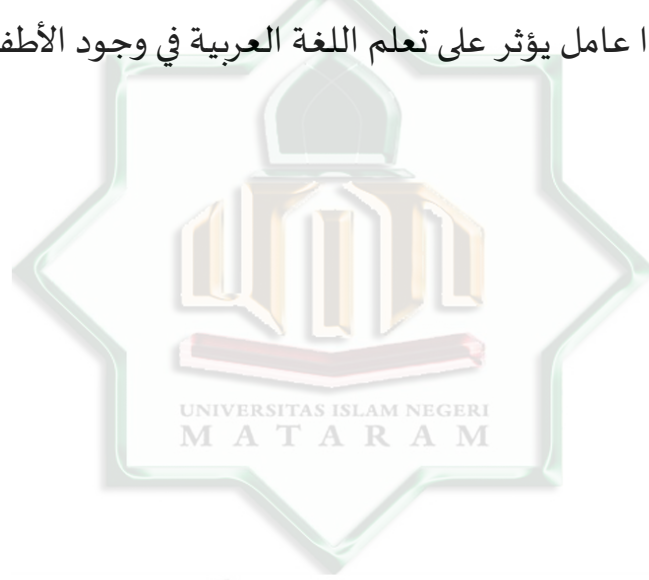 ا عامل يؤثر على تعلم اللغة العربية في وجود الأطف
UNIVERSITAS ISLAM NEGERI
MATARAM